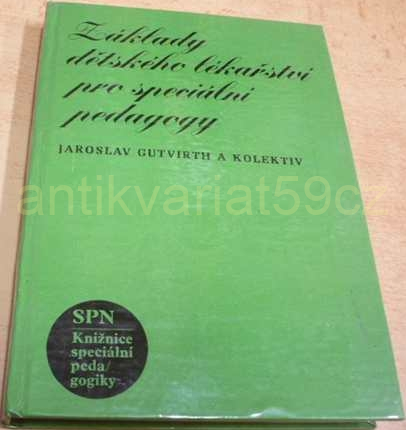 Základy
dětského lékařství
pro speciální
pedagogy
JAROSLAV GUTVIRTH A KOLEKTIV
antikvariat59cz
SPN
Knižnice
speciální
peda/
gogiky